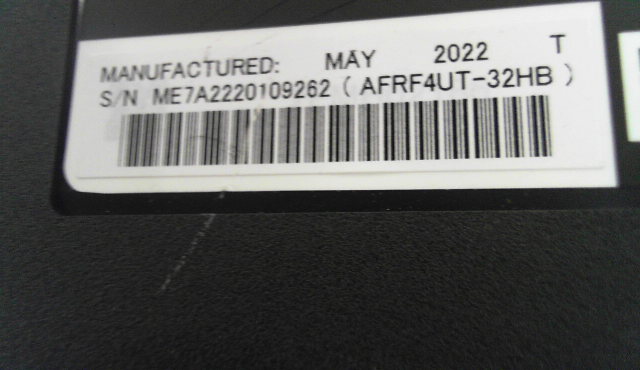 MANUFACTURED: MAY 2022 T
S/N ME7A2220109262 ( AFRF4UT-32HB )